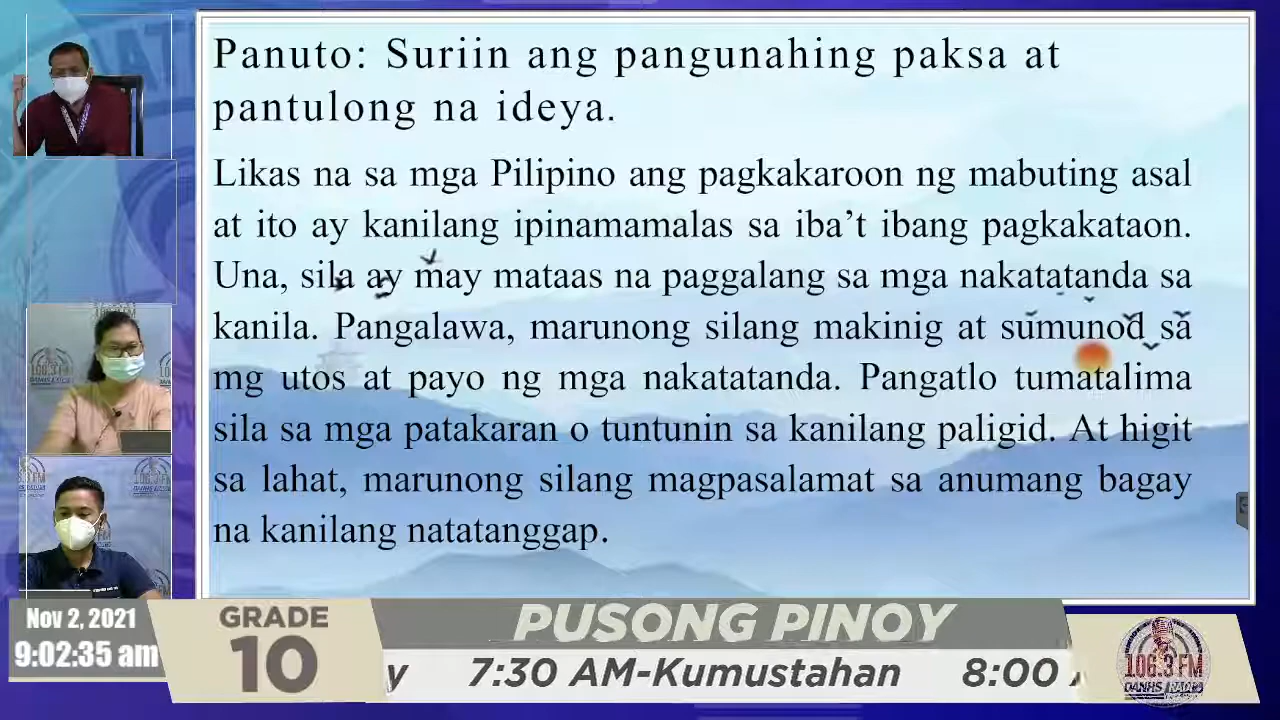 Panuto: Suriin ang pangunahing paksa at
pantulong na ideya.
Likas na sa mga Pilipino ang pagkakaroon ng mabuting asal
at ito ay kanilang ipinamamalas sa iba't ibang pagkakataon.
Una, sila ay may mataas na paggalang sa mga nakatatanda sa
kanila. Pangalawa, marunong silang makinig at sumunod sa
mg utos at payo ng mga nakatatanda. Pangatlo tumatalima
sila sa mga patakaran o tuntunin sa kanilang paligid. At higit
sa lahat, marunong silang magpasalamat sa anumang bagay
na kanilang natatanggap.
Nov 2, 2021
9:02:35 am
GRADE
10
PUSONG PINOY
y 7:30 AM-Kumustahan 8:00
106.3 FM
DANHS RADIO